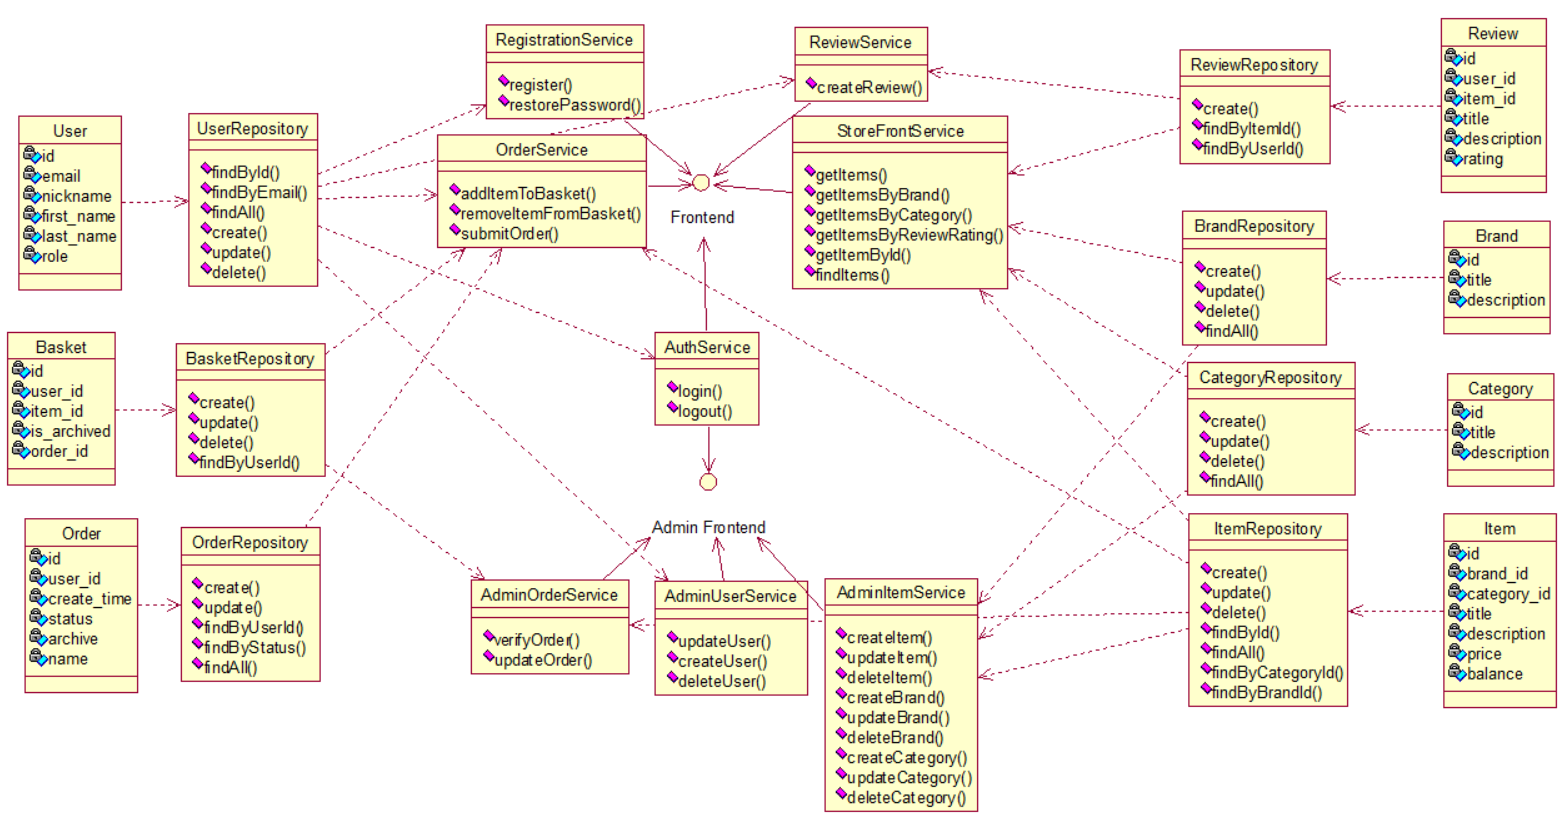 RegistrationService
register()
restorePassword()
ReviewService
createReview()
ReviewRepository
create()
findByItemId()
findByUserId()
Review
id
user_id
item_id
title
description
rating
User
id
email
nickname
first_name
last_name
role
UserRepository
findById()
findByEmail()
findAll()
create()
update()
delete()
OrderService
addItemToBasket()
removeItemFromBasket()
submitOrder()
Frontend
StoreFrontService
getItems()
getItemsByBrand()
getItemsByCategory()
getItemsByReviewRating()
getItemById()
findItems()
BrandRepository
create()
update()
delete()
findAll()
Brand
id
title
description
Basket
id
user_id
item_id
is_archived
order_id
BasketRepository
create()
update()
delete()
findByUserId()
AuthService
login()
logout()
CategoryRepository
create()
update()
delete()
findAll()
Category
id
title
description
Order
id
user_id
create_time
status
archive
name
OrderRepository
create()
update()
findByUserId()
findByStatus()
findAll()
Admin Frontend
AdminOrderService
verifyOrder()
updateOrder()
AdminUserService
updateUser()
createUser()
deleteUser()
AdminItemService
createItem()
updateItem()
deleteItem()
createBrand()
updateBrand()
deleteBrand()
createCategory()
updateCategory()
deleteCategory()
ItemRepository
create()
update()
delete()
findById()
findAll()
findByCategoryId()
findByBrandId()
Item
id
brand_id
category_id
title
description
price
balance